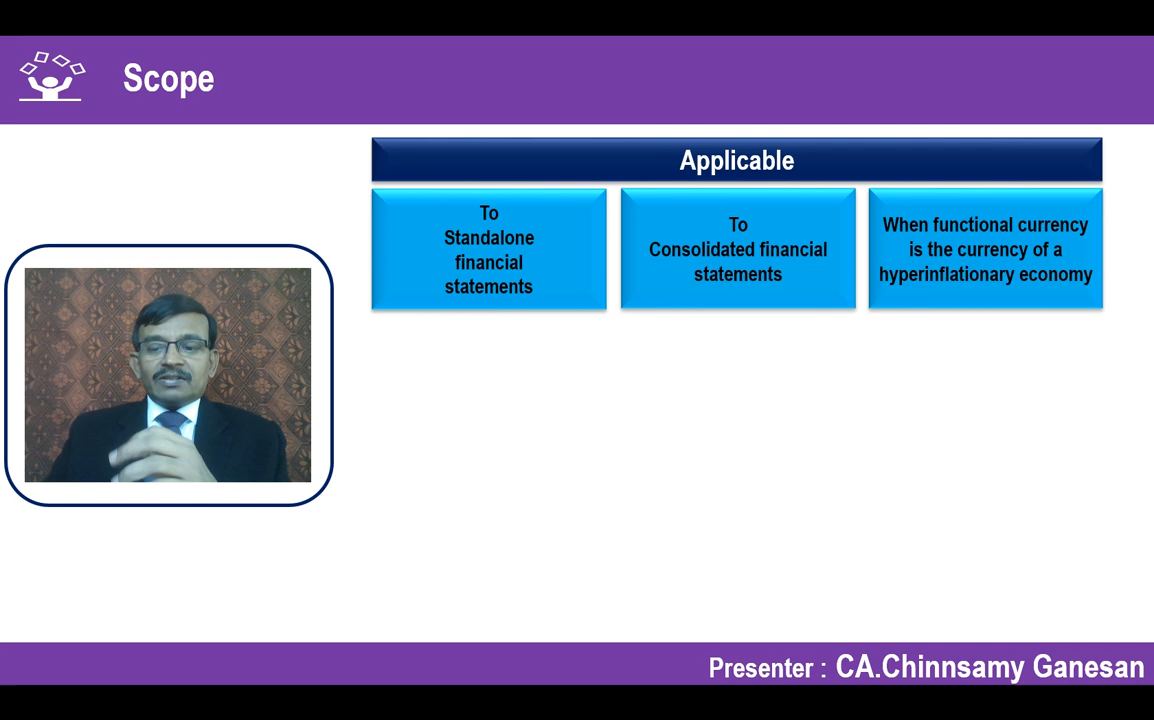 Scope
Applicable
To
Standalone
financial
statements
To
Consolidated financial
statements
When functional currency
is the currency of a
hyperinflationary economy
Presenter : CA.Chinnsamy Ganesan